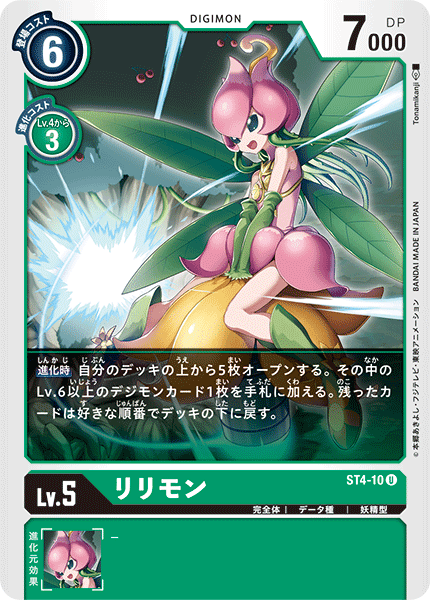 登場コスト
6
DIGIMON
7000
DP
進化コスト
Lv.4から
3
Tonamikanji
BANDAI MADE IN JAPAN
©本郷あきよし・フジテレビ・東映アニメーション
進化時 自分のデッキの上から5枚オープンする。その中の
Lv.6以上のデジモンカード1枚を手札に加える。残ったカ
ードは好きな順番でデッキの下に戻す。
ST4-10 U
Lv.5
リリモン
完全体 | データ種 | 妖精型
進化元効果
—